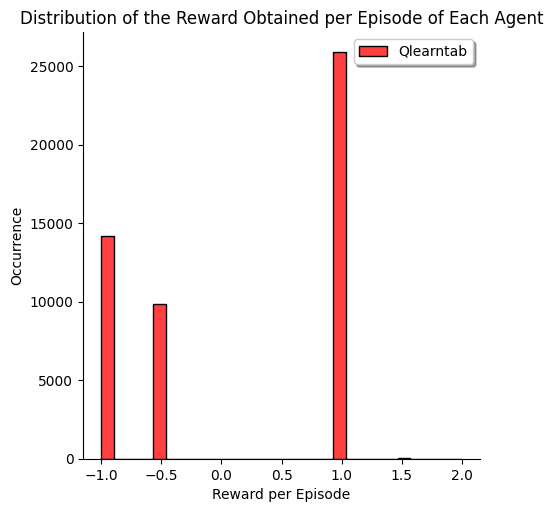 Distribution of the Reward Obtained per Episode of Each Agent
Qlearntab
25000
20000
15000
10000
5000
0
Occurrence
−1.0 −0.5 0.0 0.5 1.0 1.5 2.0
Reward per Episode